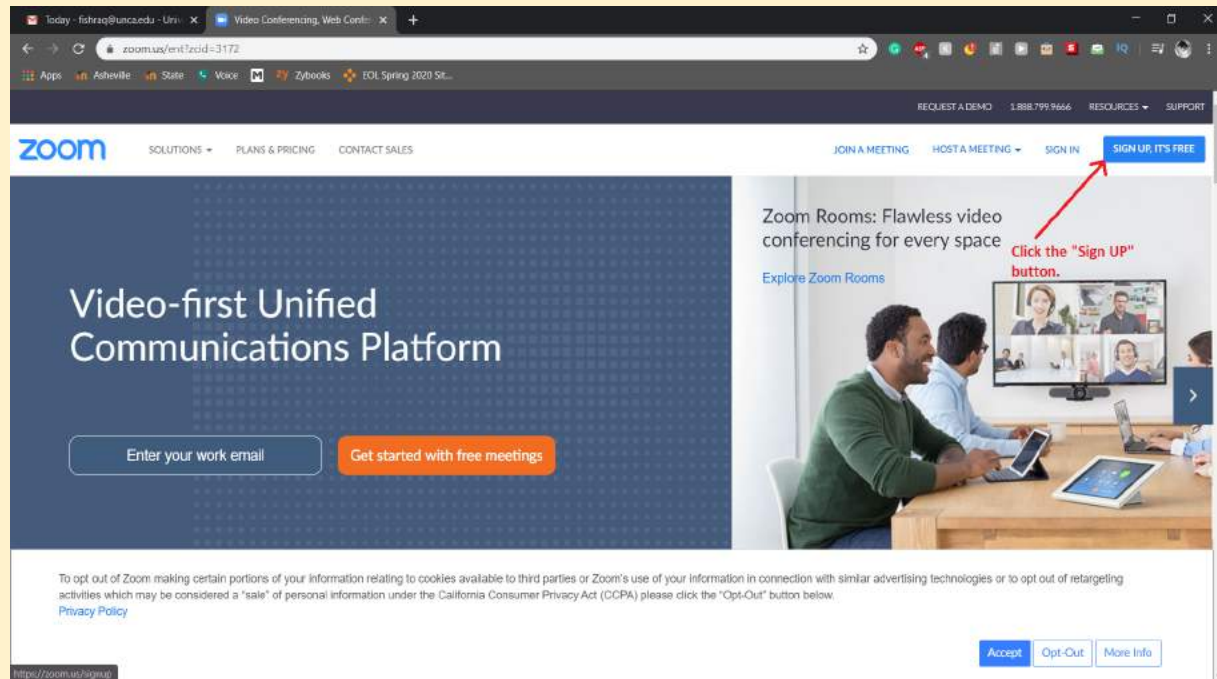 Today - fishraq@unca.edu - Univ
Video Conferencing, Web Confer
zoom.us/ent?zcid=3172
Apps Asheville State Voice Zybooks EOL Spring 2020 Sit...
REQUEST A DEMO 1.888.799.9666 RESOURCES SUPPORT
zoom SOLUTIONS PLANS & PRICING CONTACT SALES JOIN A MEETING HOST A MEETING SIGN IN SIGN UP, IT'S FREE
Zoom Rooms: Flawless video
conferencing for every space
Click the "Sign UP"
button.
Explore Zoom Rooms
Video-first Unified
Communications Platform
Enter your work email Get started with free meetings
To opt out of Zoom making certain portions of your information relating to cookies available to third parties or Zoom's use of your information in connection with similar advertising technologies or to opt out of retargeting
activities which may be considered a "sale" of personal information under the California Consumer Privacy Act (CCPA) please click the "Opt-Out" button below.
Privacy Policy
Accept Opt-Out More Info
https://zoom.us/signup